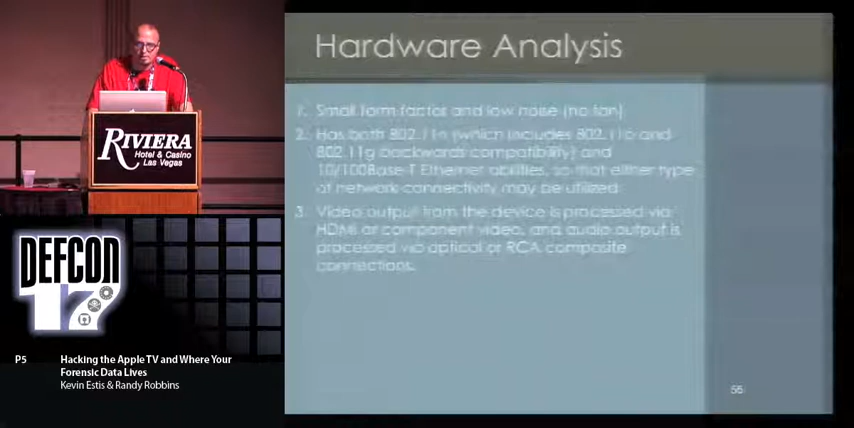 Hardware Analysis
1. Small form factor and low noise (no fan)
2. Has both 802.11n (which includes 802.11b and
802.11g backwards compatibility) and
10/100Base-T Ethernet abilities, so that either type
of network connectivity may be utilized
3. Video output from the device is processed via
HDMI or component video, and audio output is
processed via optical or RCA composite
connections.
RIVIERA
Hotel & Casino
Las Vegas
DEFCON
17
P5
Hacking the Apple TV and Where Your
Forensic Data Lives
Kevin Estis & Randy Robbins